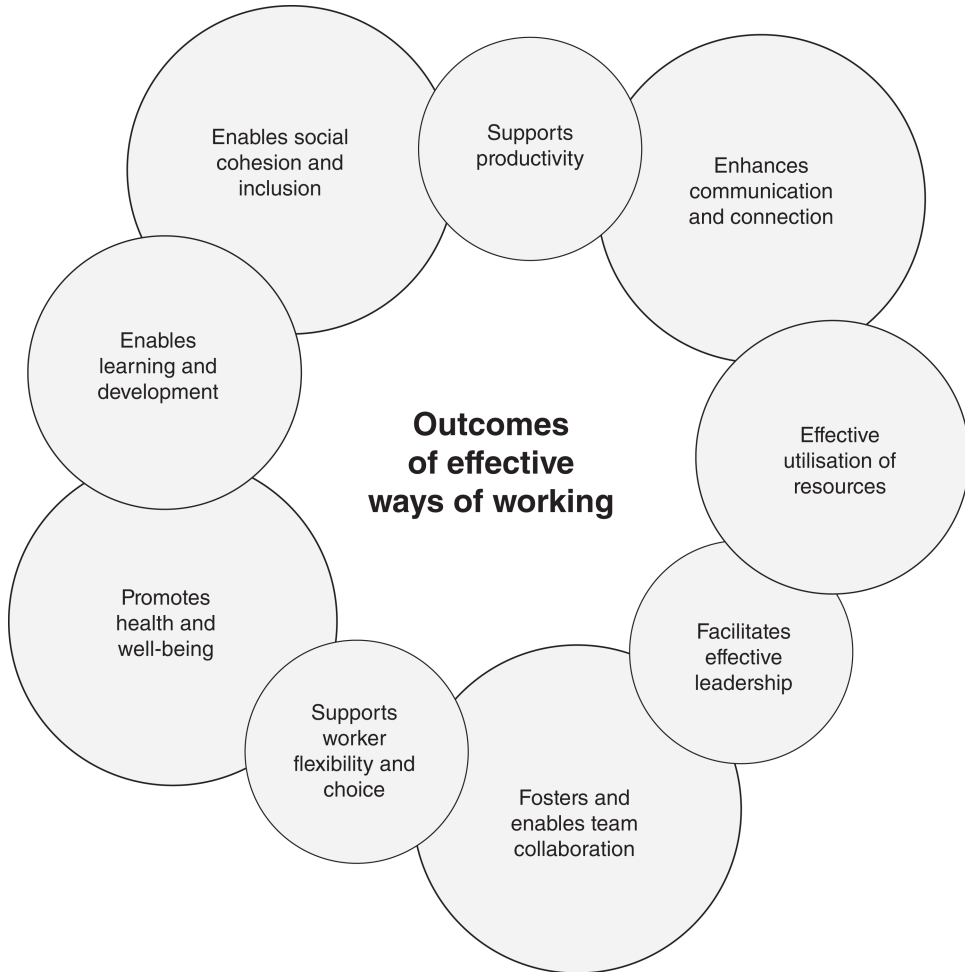 Enables social
cohesion and
inclusion
Supports
productivity
Enhances
communication
and connection
Enables
learning and
development
Outcomes
of effective
ways of working
Effective
utilisation of
resources
Promotes
health and
well-being
Facilitates
effective
leadership
Supports
worker
flexibility and
choice
Fosters and
enables team
collaboration